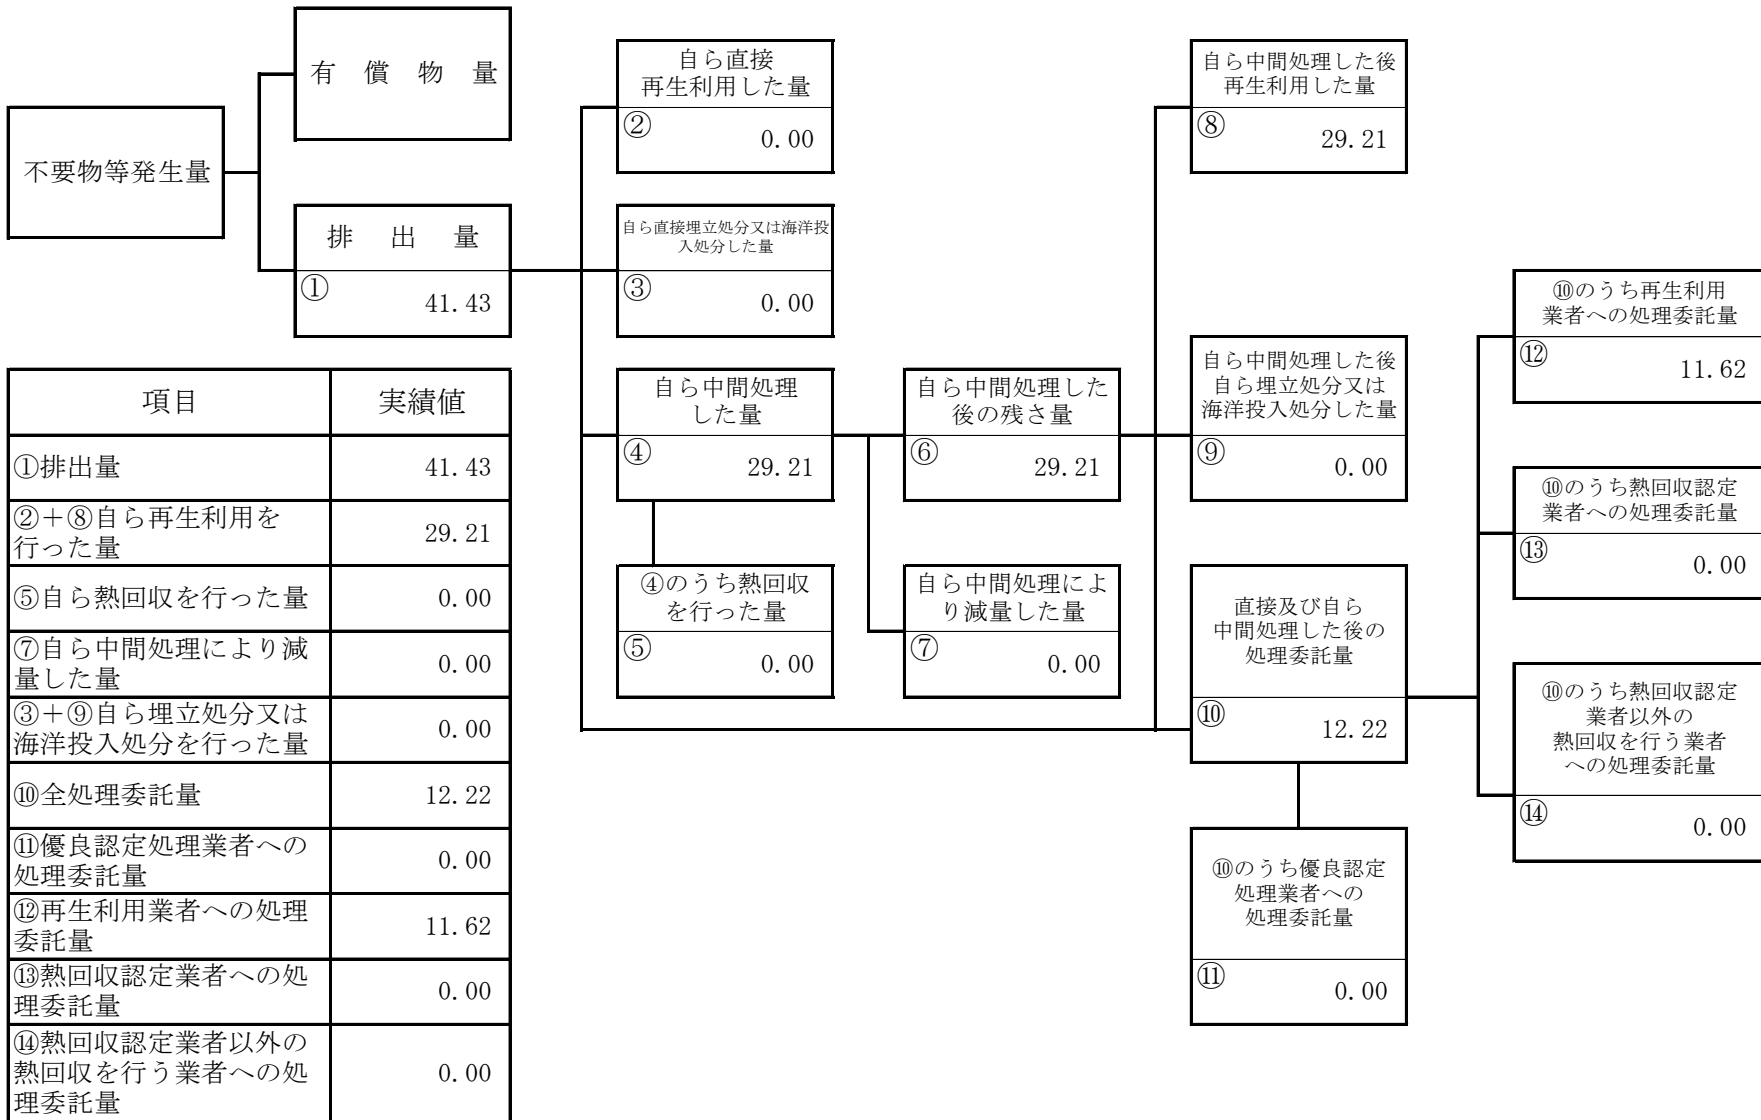 不要物等発生量
有 償 物 量
排 出 量
①
41.43
自ら直接
再生利用した量
②
0.00
自ら直接埋立処分又は海洋投
入処分した量
③
0.00
自ら中間処理
した量
④
29.21
④のうち熱回収
を行った量
⑤
0.00
自ら中間処理した
後の残さ量
⑥
29.21
自ら中間処理によ
り減量した量
⑦
0.00
自ら中間処理した後
再生利用した量
⑧
29.21
自ら中間処理した後
自ら埋立処分又は
海洋投入処分した量
⑨
0.00
直接及び自ら
中間処理した後の
処理委託量
⑩
12.22
⑩のうち優良認定
処理業者への
処理委託量
⑪
0.00
⑩のうち再生利用
業者への処理委託量
⑫
11.62
⑩のうち熱回収認定
業者への処理委託量
⑬
0.00
⑩のうち熱回収認定
業者以外の
熱回収を行う業者
への処理委託量
⑭
0.00
項目 実績値
①排出量 41.43
②＋⑧自ら再生利用を
行った量 29.21
⑤自ら熱回収を行った量 0.00
⑦自ら中間処理により減
量した量 0.00
③＋⑨自ら埋立処分又は
海洋投入処分を行った量 0.00
⑩全処理委託量 12.22
⑪優良認定処理業者への
処理委託量 0.00
⑫再生利用業者への処理
委託量 11.62
⑬熱回収認定業者への処
理委託量 0.00
⑭熱回収認定業者以外の
熱回収を行う業者への処
理委託量 0.00